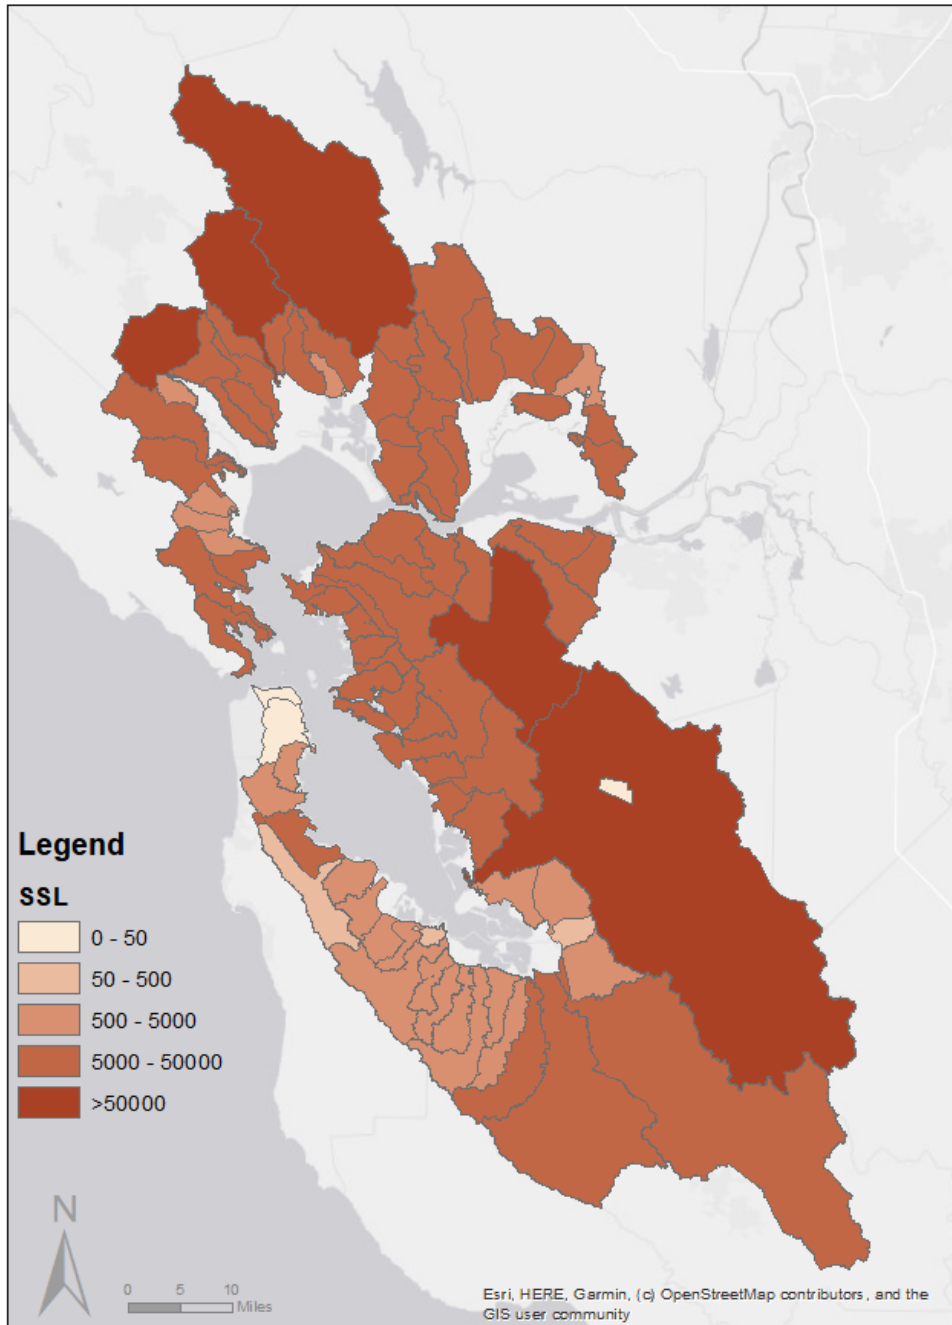 Legend
SSL
0 - 50
50 - 500
500 - 5000
5000 - 50000
>50000
N
0 5 10
Miles
Esri, HERE, Garmin, (c) OpenStreetMap contributors, and the
GIS user community